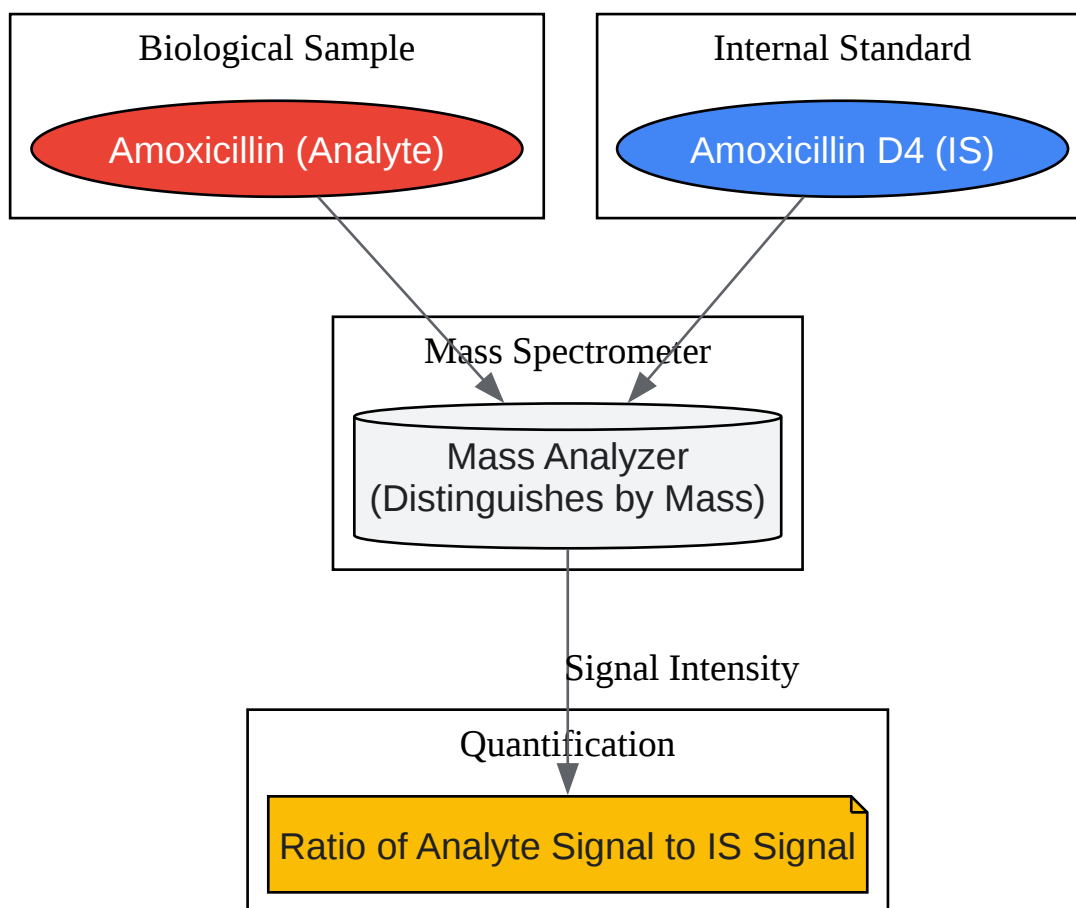 Biological Sample
Internal Standard
Amoxicillin (Analyte)
Amoxicillin D4 (IS)
Mass Spectrometer
Mass Analyzer
(Distinguishes by Mass)
Signal Intensity
Quantification
Ratio of Analyte Signal to IS Signal